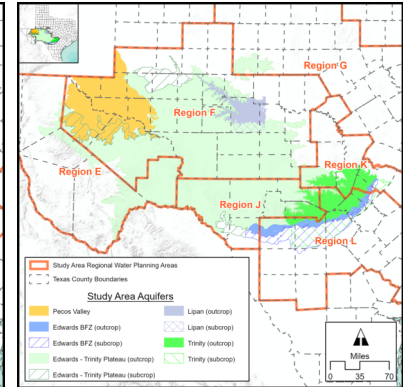 Region G
Region F
Region K
Region E
Region J
Region L
Study Area Regional Water Planning Areas
Texas County Boundaries
Study Area Aquifers
Pecos Valley
Edwards BFZ (outcrop)
Edwards BFZ (subcrop)
Edwards - Trinity Plateau (outcrop)
Edwards - Trinity Plateau (subcrop)
Lipan (outcrop)
Lipan (subcrop)
Trinity (outcrop)
Trinity (subcrop)
Miles
0 35 70